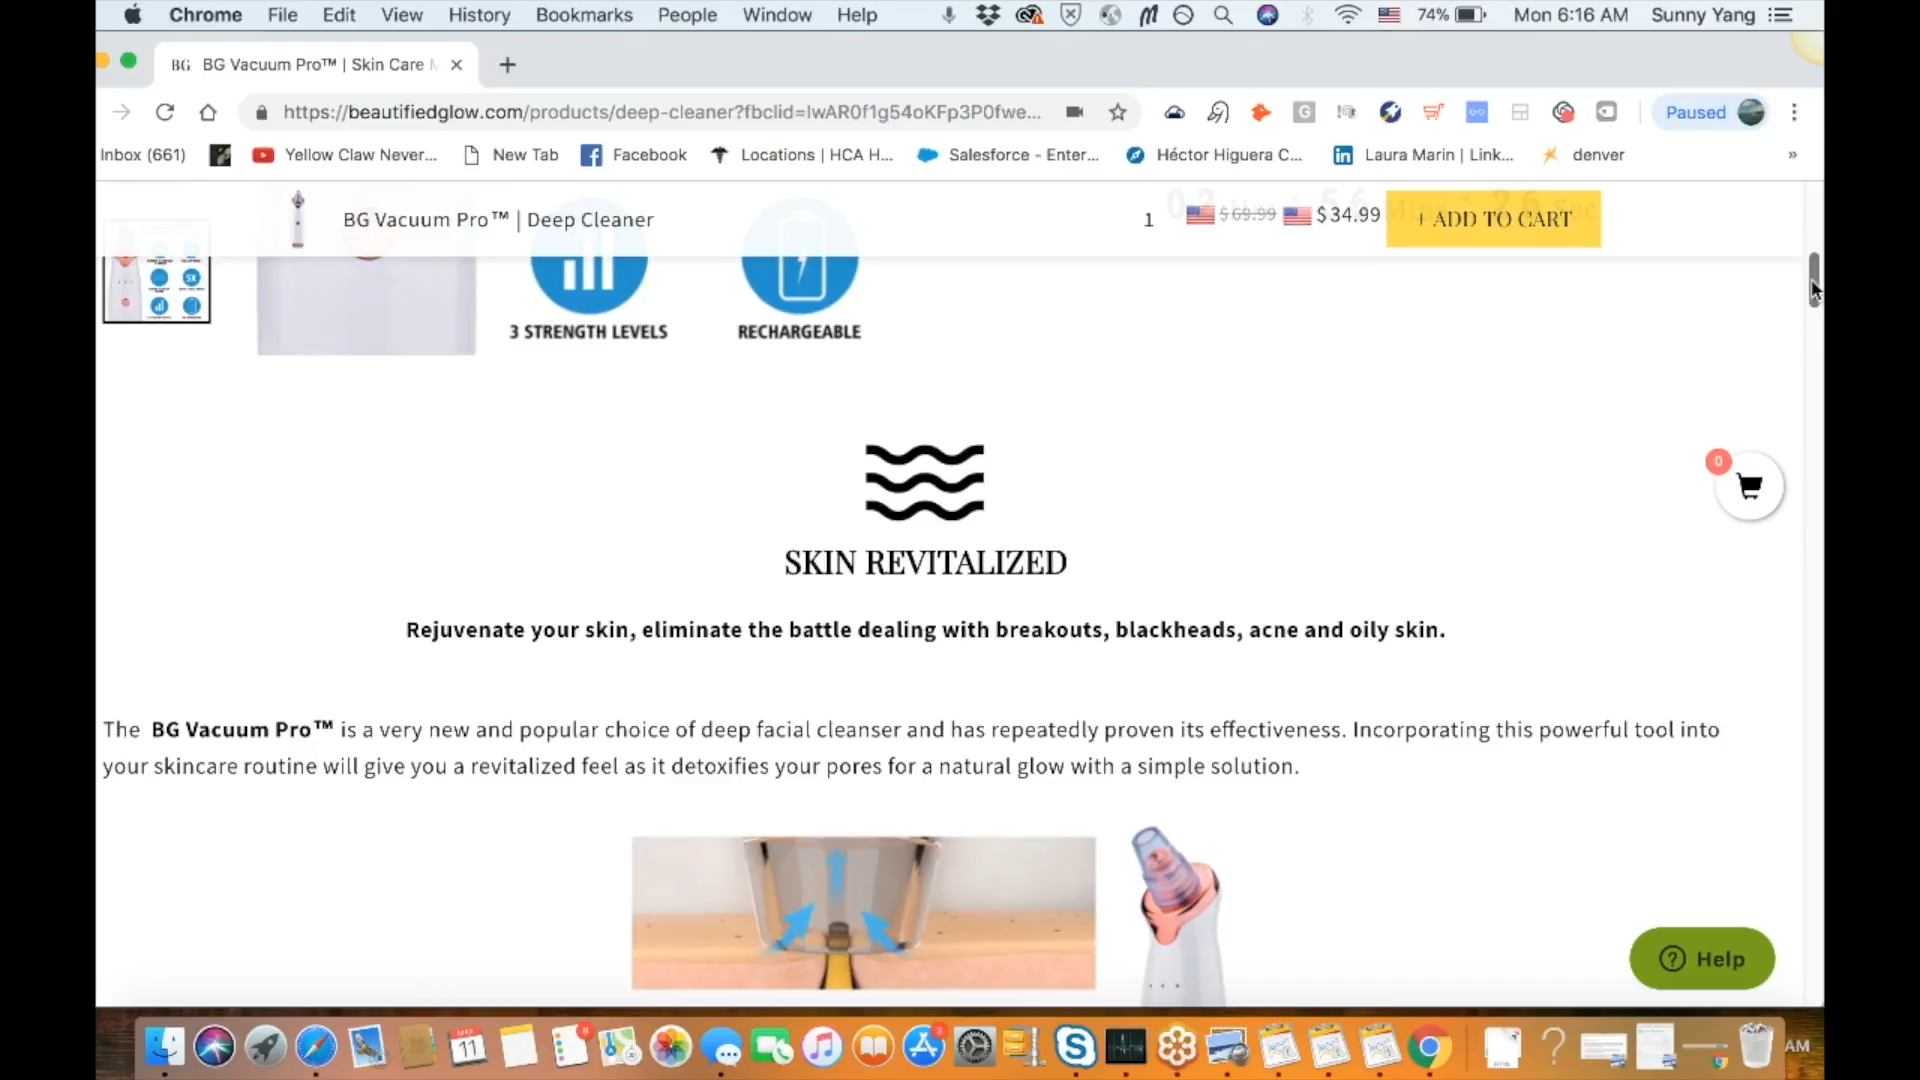 Chrome File Edit View History Bookmarks People Window Help 74% Mon 6:16 AM Sunny Yang
BG BG Vacuum Pro™ | Skin Care
https://beautifiedglow.com/products/deep-cleaner?fbclid=IwAR0f1g54oKFp3P0fwe... Paused
Inbox (661) Yellow Claw Never... New Tab Facebook Locations | HCA H... Salesforce - Enter... Héctor Higuera C... Laura Marin | Link... denver »
BG Vacuum Pro™ | Deep Cleaner 1 $69.99 $34.99 + ADD TO CART
3 STRENGTH LEVELS RECHARGEABLE
0
SKIN REVITALIZED
Rejuvenate your skin, eliminate the battle dealing with breakouts, blackheads, acne and oily skin.
The BG Vacuum Pro™ is a very new and popular choice of deep facial cleanser and has repeatedly proven its effectiveness. Incorporating this powerful tool into
your skincare routine will give you a revitalized feel as it detoxifies your pores for a natural glow with a simple solution.
? Help
11
AM